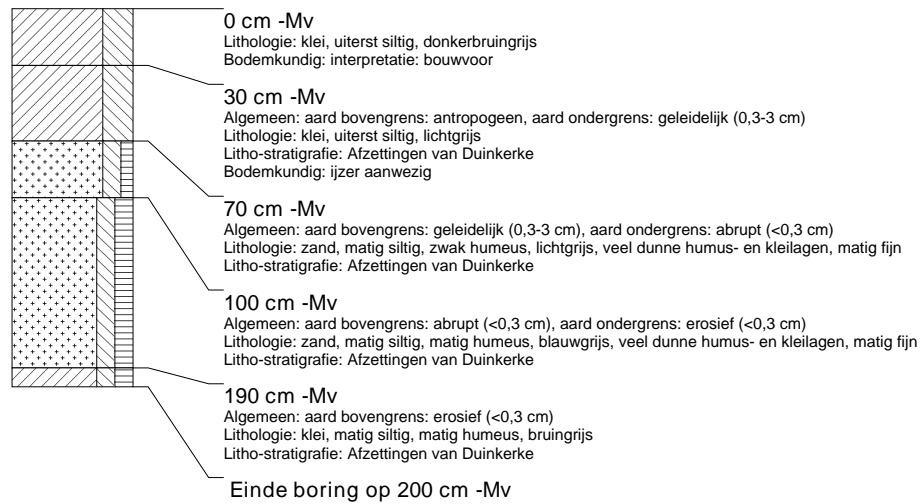 0 cm -Mv
Lithologie: klei, uiterst siltig, donkerbruingrijs
Bodemkundig: interpretatie: bouwvoor
30 cm -Mv
Algemeen: aard bovengrens: antropogeen, aard ondergrens: geleidelijk (0,3-3 cm)
Lithologie: klei, uiterst siltig, lichtgrijs
Litho-stratigrafie: Afzettingen van Duinkerke
Bodemkundig: ijzer aanwezig
70 cm -Mv
Algemeen: aard bovengrens: geleidelijk (0,3-3 cm), aard ondergrens: abrupt (<0,3 cm)
Lithologie: zand, matig siltig, zwak humeus, lichtgrijs, veel dunne humus- en kleilagen, matig fijn
Litho-stratigrafie: Afzettingen van Duinkerke
100 cm -Mv
Algemeen: aard bovengrens: abrupt (<0,3 cm), aard ondergrens: erosief (<0,3 cm)
Lithologie: zand, matig siltig, matig humeus, blauwgrijs, veel dunne humus- en kleilagen, matig fijn
Litho-stratigrafie: Afzettingen van Duinkerke
190 cm -Mv
Algemeen: aard bovengrens: erosief (<0,3 cm)
Lithologie: klei, matig siltig, matig humeus, bruingrijs
Litho-stratigrafie: Afzettingen van Duinkerke
Einde boring op 200 cm -Mv